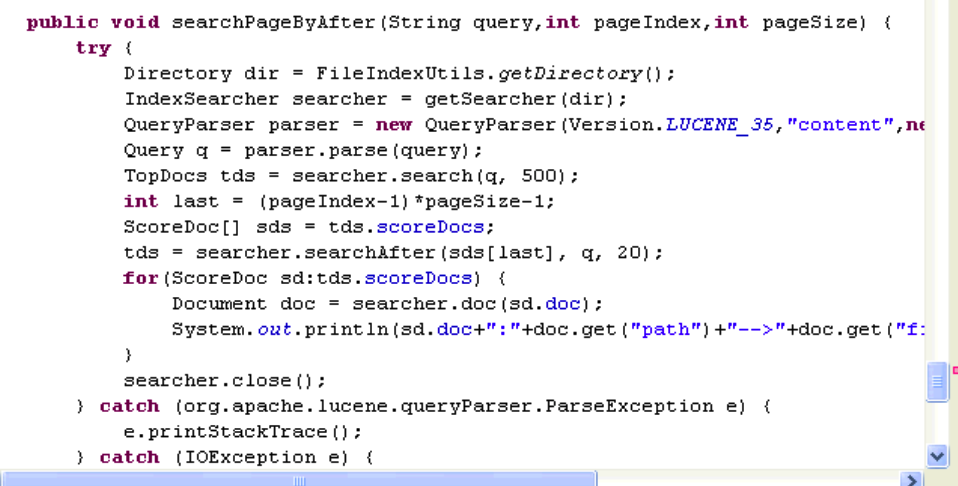 public void searchPageByAfter(String query,int pageIndex,int pageSize) {
try {
Directory dir = FileIndexUtils.getDirectory();
IndexSearcher searcher = getSearcher(dir);
QueryParser parser = new QueryParser(Version.LUCENE_35,"content",ne
Query q = parser.parse(query);
TopDocs tds = searcher.search(q, 500);
int last = (pageIndex-1)*pageSize-1;
ScoreDoc[] sds = tds.scoreDocs;
tds = searcher.searchAfter(sds[last], q, 20);
for(ScoreDoc sd:tds.scoreDocs) {
Document doc = searcher.doc(sd.doc);
System.out.println(sd.doc+":"+doc.get("path")+"-->"+doc.get("fi
}
searcher.close();
} catch (org.apache.lucene.queryParser.ParseException e) {
e.printStackTrace();
} catch (IOException e) {